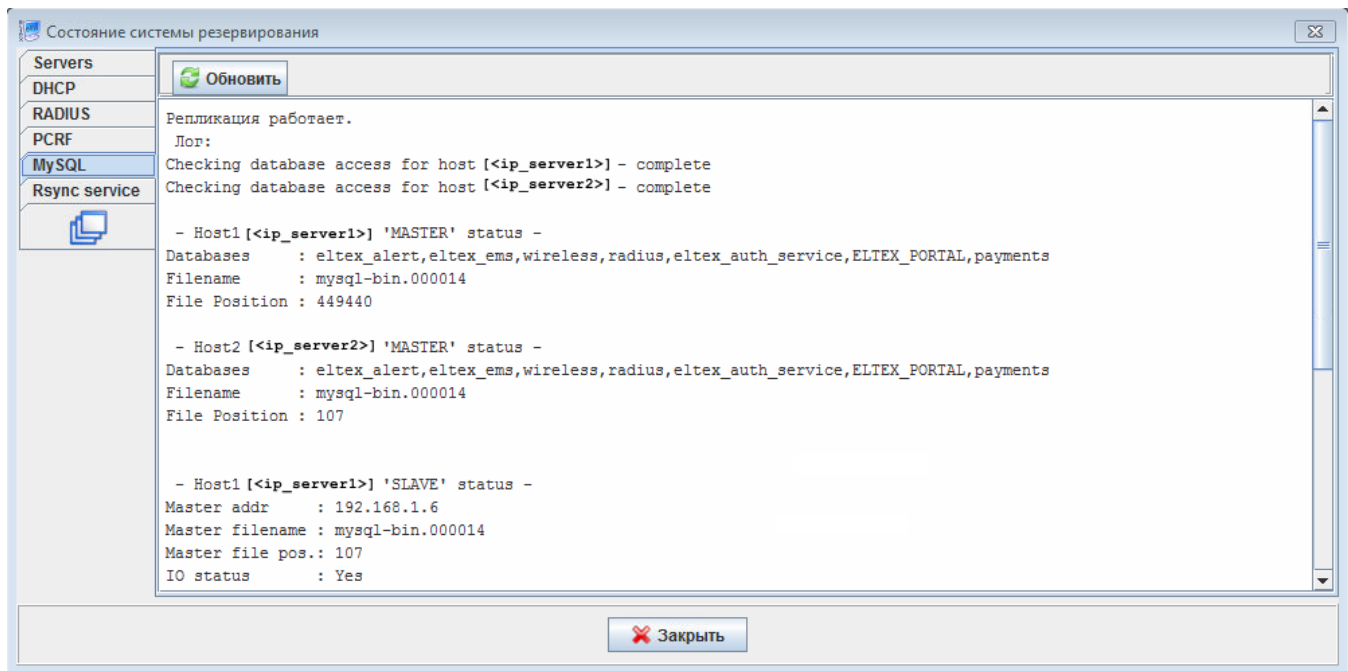 Состояние системы резервирования
Servers
DHCP
RADIUS
PCRF
MySQL
Rsync service
Обновить
Репликация работает.
Лог:
Checking database access for host [<ip_server1>] - complete
Checking database access for host [<ip_server2>] - complete
- Host1 [<ip_server1>] 'MASTER' status -
Databases : eltex_alert,eltex_ems,wireless,radius,eltex_auth_service,ELTEX_PORTAL,payments
Filename : mysql-bin.000014
File Position : 449440
- Host2 [<ip_server2>] 'MASTER' status -
Databases : eltex_alert,eltex_ems,wireless,radius,eltex_auth_service,ELTEX_PORTAL,payments
Filename : mysql-bin.000014
File Position : 107
- Host1 [<ip_server1>] 'SLAVE' status -
Master addr : 192.168.1.6
Master filename : mysql-bin.000014
Master file pos.: 107
IO status : Yes
Закрыть